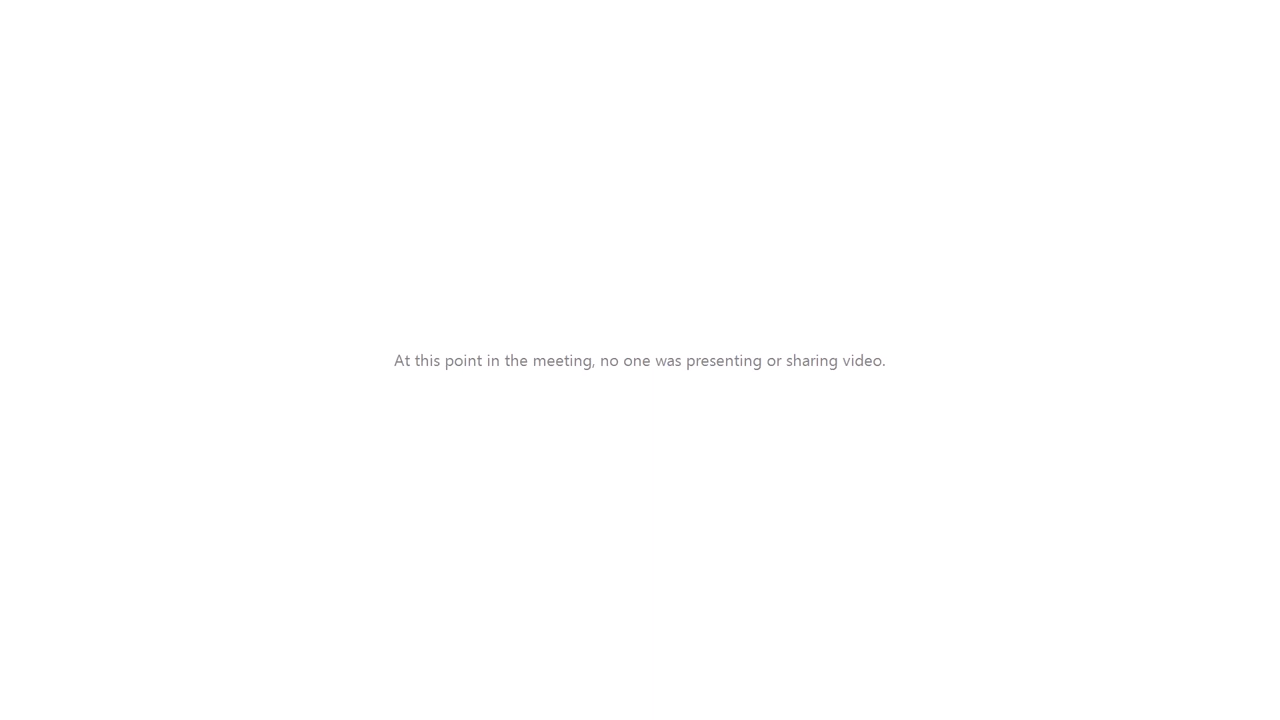 At this point in the meeting, no one was presenting or sharing video.